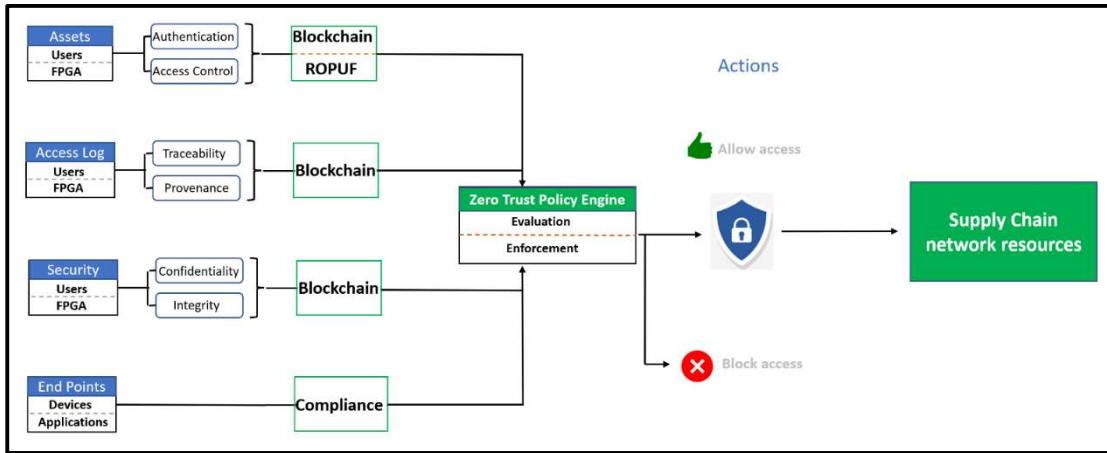 Assets
Users
FPGA
Authentication
Access Control
Blockchain
ROPUF
Actions
Access Log
Users
FPGA
Traceability
Provenance
Blockchain
Allow access
Zero Trust Policy Engine
Evaluation
Enforcement
Supply Chain
network resources
Security
Users
FPGA
Confidentiality
Integrity
Blockchain
Block access
End Points
Devices
Applications
Compliance